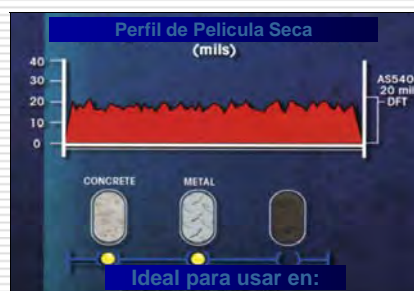 Perfil de Pelicula Seca
(mils)
40
30
20
10
0
AS540
20 mil
DFT
CONCRETE
METAL
Ideal para usar en: